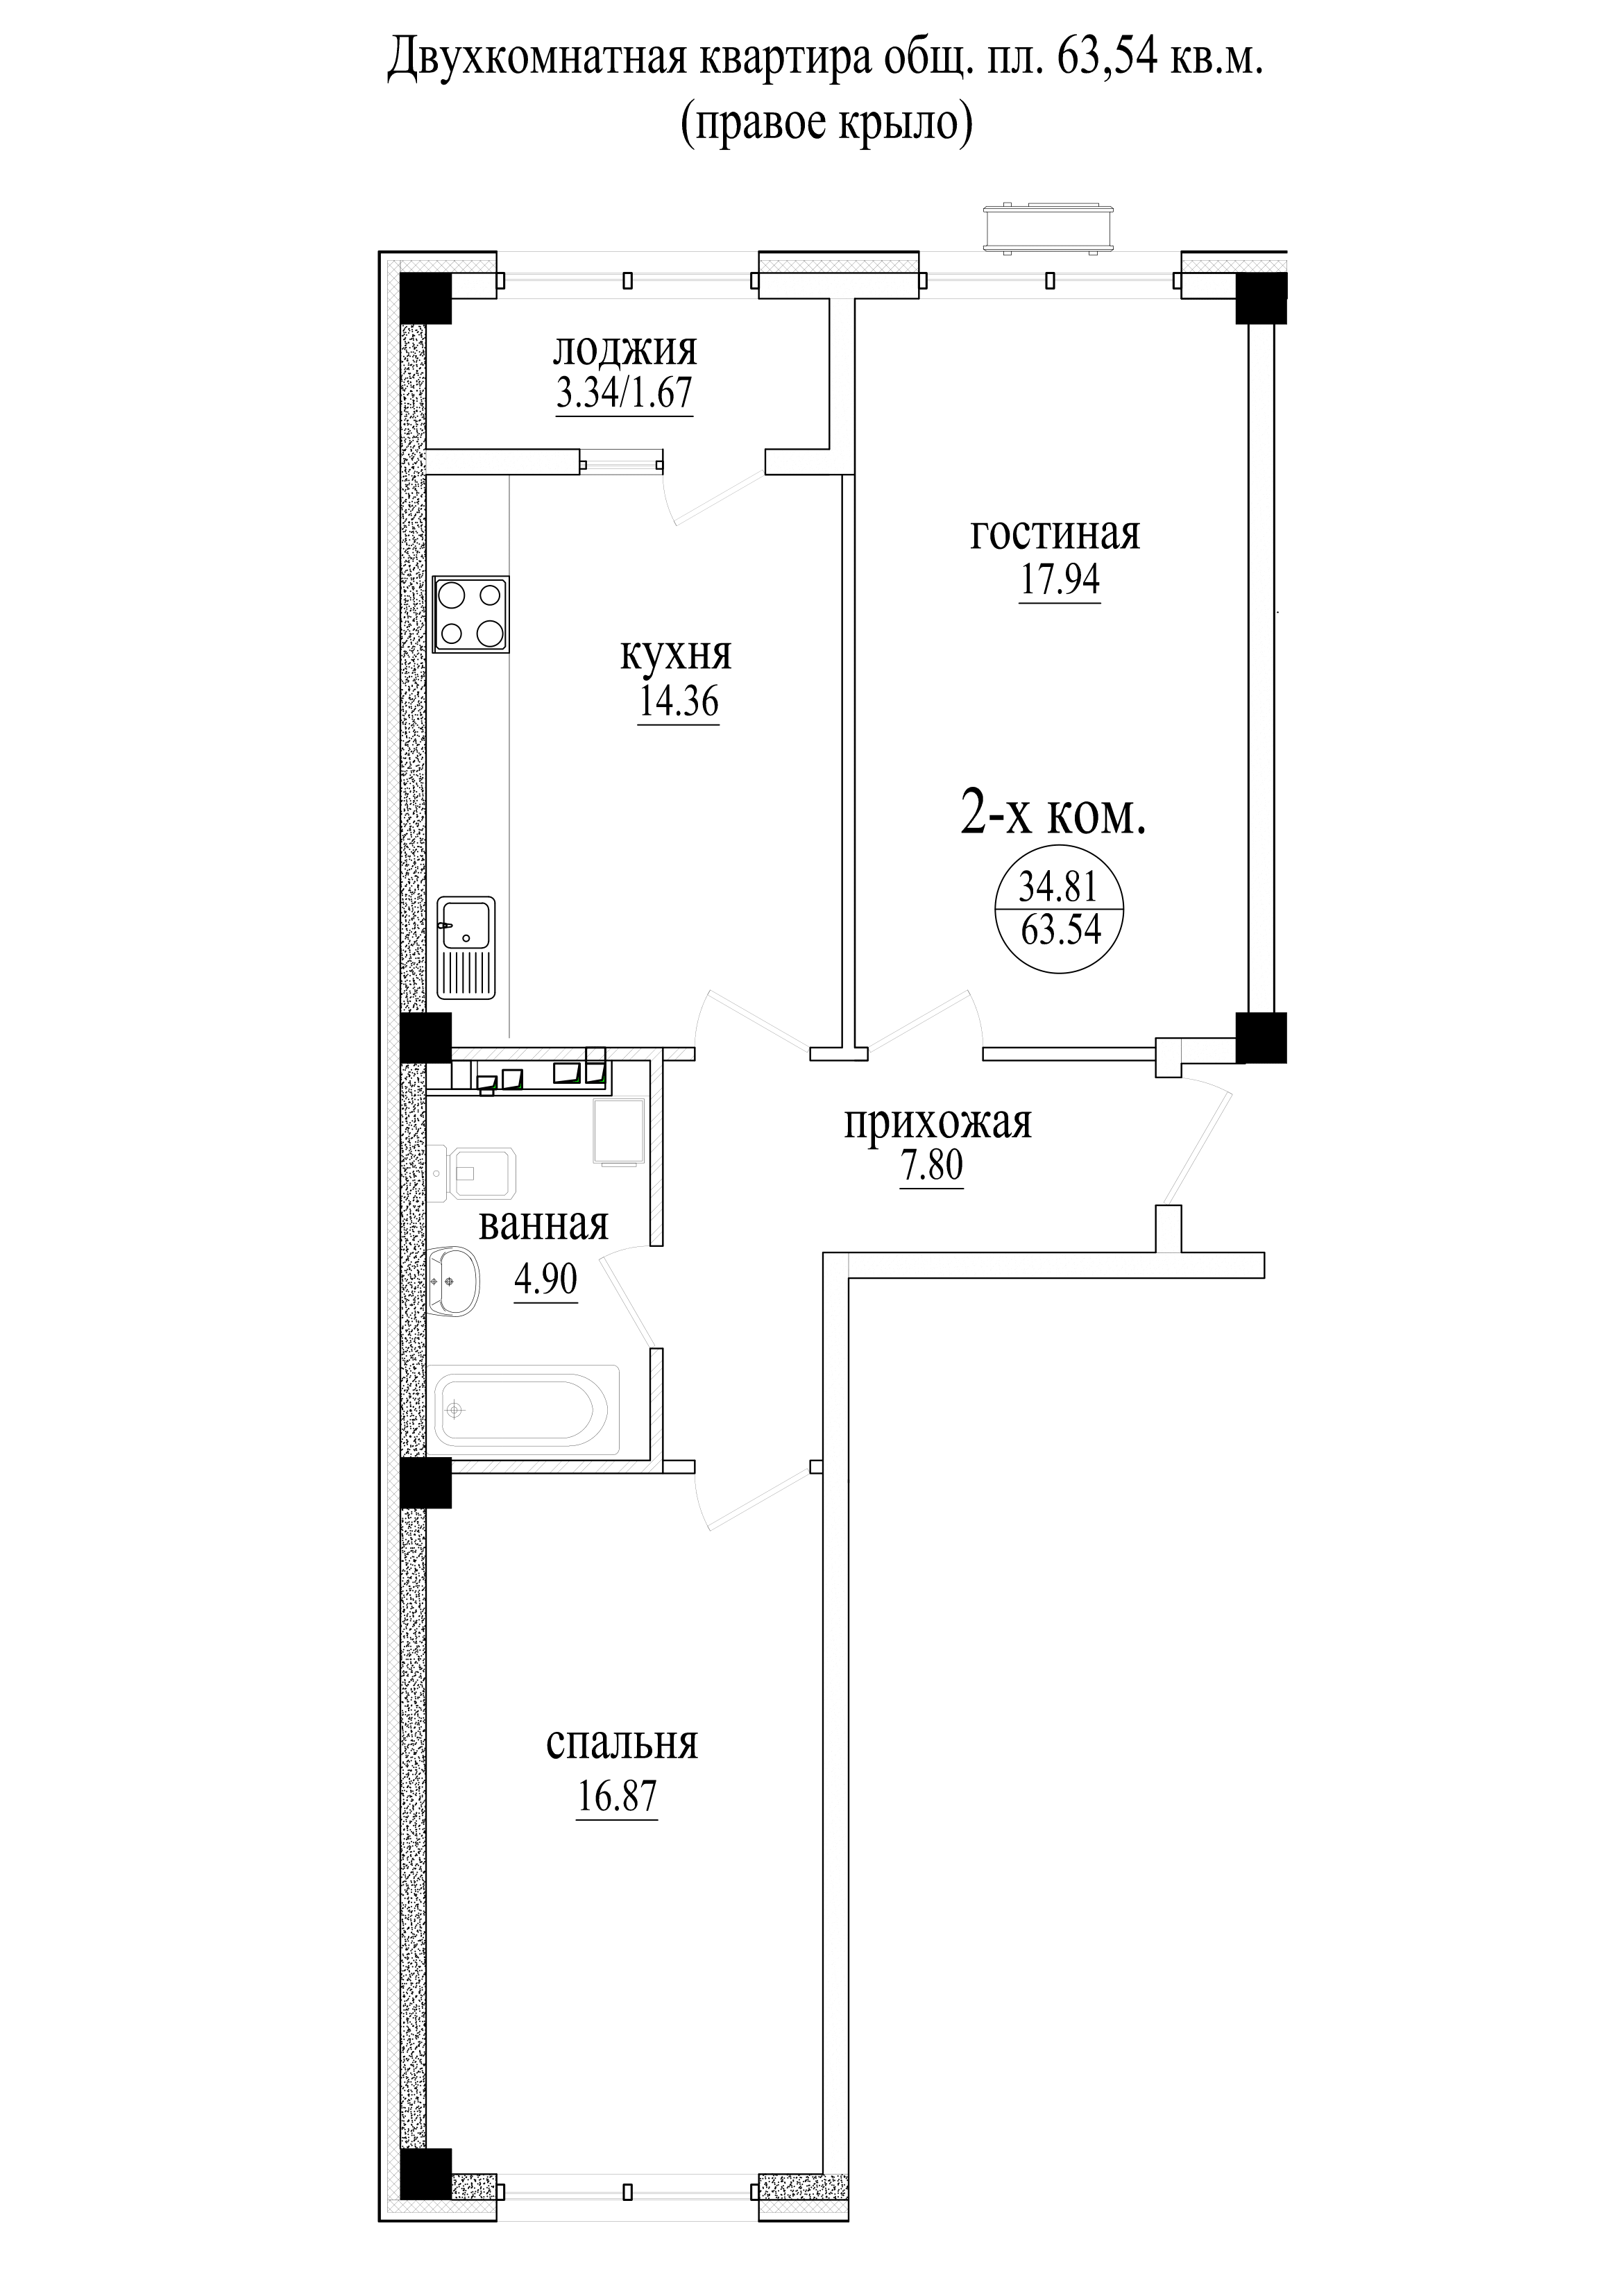 Двухкомнатная квартира общ. пл. 63,54 кв.м.
(правое крыло)
лоджия
3.34/1.67
гостиная
17.94
кухня
14.36
2-х ком.
34.81
63.54
прихожая
7.80
ванная
4.90
спальня
16.87